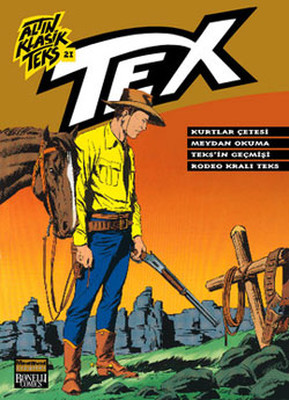 ALTIN
KLASİK
TEKS 21
TEX
KURTLAR ÇETESİ
MEYDAN OKUMA
TEKS'İN GEÇMİŞİ
RODEO KRALI TEKS
BONELLI
COMICS